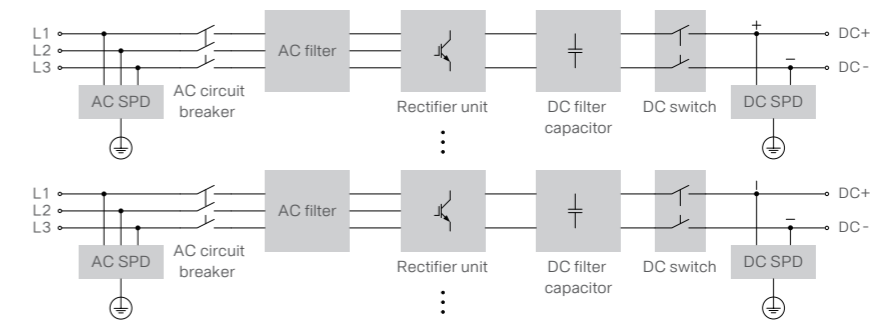 L1
L2
L3
AC SPD
AC circuit
breaker
AC filter
Rectifier unit
DC filter
capacitor
DC switch
+
−
DC SPD
DC+
DC-
L1
L2
L3
AC SPD
AC circuit
breaker
AC filter
Rectifier unit
DC filter
capacitor
DC switch
−
DC SPD
DC+
DC-